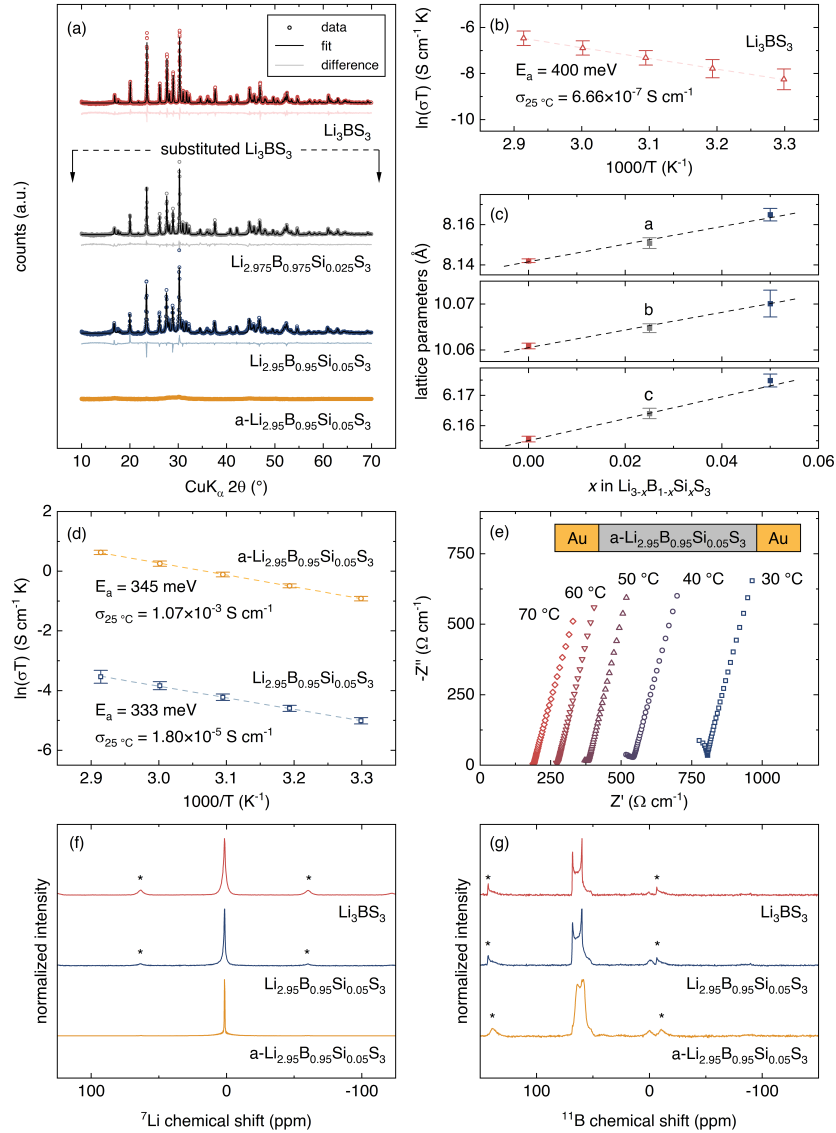 (a)
data
fit
difference
Li₃BS₃
substituted Li₃BS₃
Li₂.₉₇₅B₀.₉₇₅Si₀.₀₂₅S₃
Li₂.₉₅B₀.₉₅Si₀.₀₅S₃
a-Li₂.₉₅B₀.₉₅Si₀.₀₅S₃
counts (a.u.)
10 20 30 40 50 60 70
CuKα 2θ (°)
(b)
Li₃BS₃
Eₐ = 400 meV
σ₂₅ °C = 6.66×10⁻⁷ S cm⁻¹
ln(σT) (S cm⁻¹ K)
-6
-8
-10
2.9 3.0 3.1 3.2 3.3
1000/T (K⁻¹)
(c)
a
8.16
8.14
b
10.07
10.06
c
6.17
6.16
lattice parameters (Å)
0.00 0.02 0.04 0.06
x in Li₃₋ₓB₁₋ₓSiₓS₃
(d)
a-Li₂.₉₅B₀.₉₅Si₀.₀₅S₃
Eₐ = 345 meV
σ₂₅ °C = 1.07×10⁻³ S cm⁻¹
Li₂.₉₅B₀.₉₅Si₀.₀₅S₃
Eₐ = 333 meV
σ₂₅ °C = 1.80×10⁻⁵ S cm⁻¹
ln(σT) (S cm⁻¹ K)
2
0
-2
-4
-6
2.9 3.0 3.1 3.2 3.3
1000/T (K⁻¹)
(e)
Au a-Li₂.₉₅B₀.₉₅Si₀.₀₅S₃ Au
70 °C 60 °C 50 °C 40 °C 30 °C
-Z'' (Ω cm⁻¹)
750
500
250
0
0 250 500 750 1000
Z' (Ω cm⁻¹)
(f)
* *
Li₃BS₃
* *
Li₂.₉₅B₀.₉₅Si₀.₀₅S₃
a-Li₂.₉₅B₀.₉₅Si₀.₀₅S₃
normalized intensity
100 0 -100
⁷Li chemical shift (ppm)
(g)
* *
Li₃BS₃
* *
Li₂.₉₅B₀.₉₅Si₀.₀₅S₃
* *
a-Li₂.₉₅B₀.₉₅Si₀.₀₅S₃
normalized intensity
100 0 -100
¹¹B chemical shift (ppm)